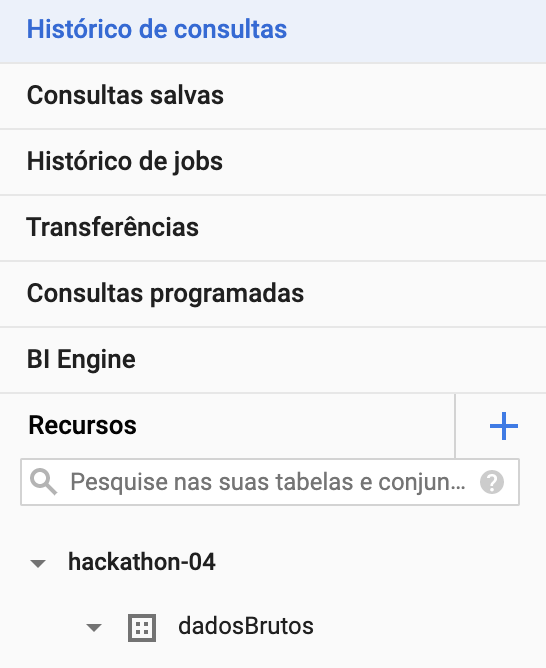 Histórico de consultas
Consultas salvas
Histórico de jobs
Transferências
Consultas programadas
BI Engine
Recursos
Pesquise nas suas tabelas e conjun...
hackathon-04
dadosBrutos